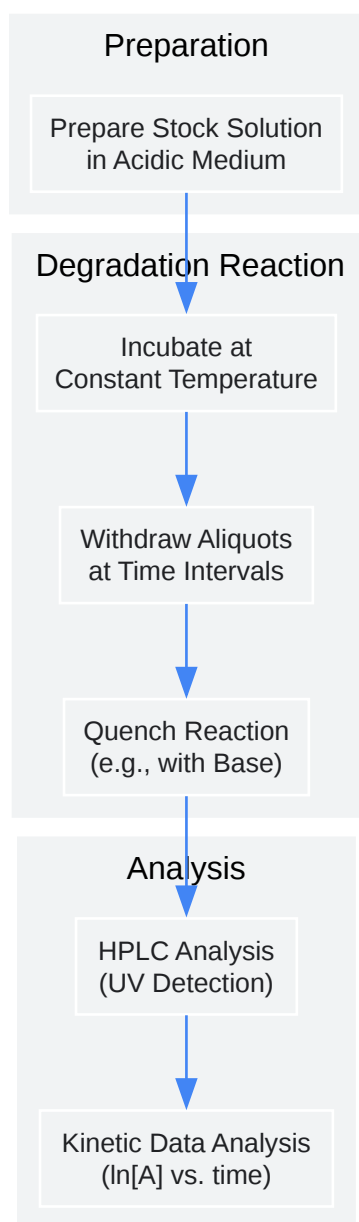 Preparation
Prepare Stock Solution
in Acidic Medium
Degradation Reaction
Incubate at
Constant Temperature
Withdraw Aliquots
at Time Intervals
Quench Reaction
(e.g., with Base)
Analysis
HPLC Analysis
(UV Detection)
Kinetic Data Analysis
(ln[A] vs. time)